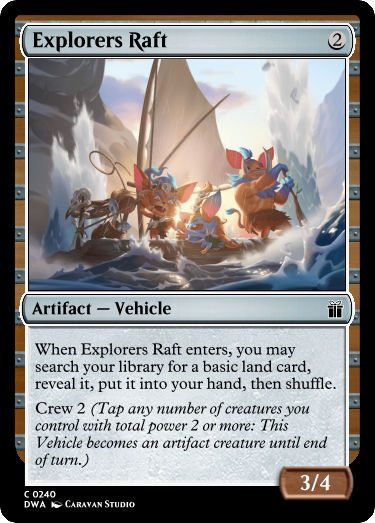 Explorers Raft 2
Artifact — Vehicle
When Explorers Raft enters, you may
search your library for a basic land card,
reveal it, put it into your hand, then shuffle.
Crew 2 (Tap any number of creatures you
control with total power 2 or more: This
Vehicle becomes an artifact creature until end
of turn.)
3/4
C 0240
DWA Caravan Studio